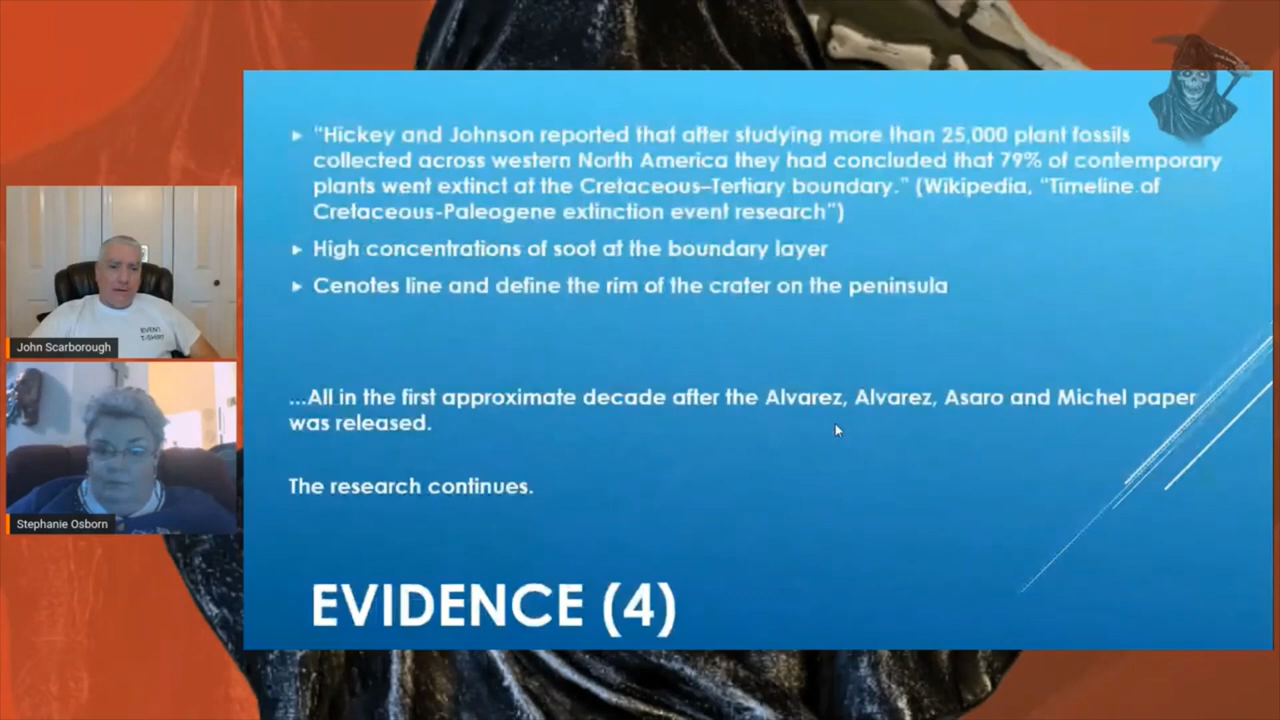 "Hickey and Johnson reported that after studying more than 25,000 plant fossils
collected across western North America they had concluded that 79% of contemporary
plants went extinct at the Cretaceous–Tertiary boundary." (Wikipedia, "Timeline of
Cretaceous-Paleogene extinction event research")
High concentrations of soot at the boundary layer
Cenotes line and define the rim of the crater on the peninsula
...All in the first approximate decade after the Alvarez, Alvarez, Asaro and Michel paper
was released.
The research continues.
EVIDENCE (4)
EVENT
T-SHIRT
John Scarborough
Stephanie Osborn